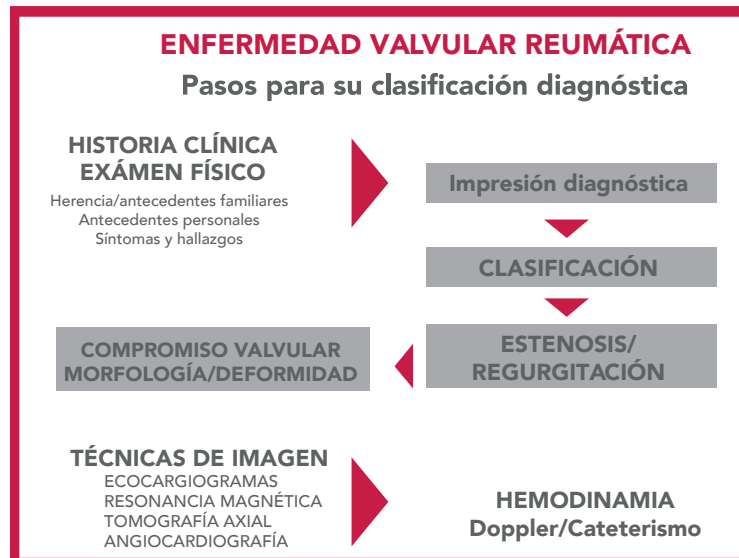 ENFERMEDAD VALVULAR REUMÁTICA
Pasos para su clasificación diagnóstica
HISTORIA CLÍNICA
EXÁMEN FÍSICO
Herencia/antecedentes familiares
Antecedentes personales
Síntomas y hallazgos
Impresión diagnóstica
CLASIFICACIÓN
ESTENOSIS/
REGURGITACIÓN
COMPROMISO VALVULAR
MORFOLOGÍA/DEFORMIDAD
TÉCNICAS DE IMAGEN
ECOCARGIOGRAMAS
RESONANCIA MAGNÉTICA
TOMOGRAFÍA AXIAL
ANGIOCARDIOGRAFÍA
HEMODINAMIA
Doppler/Cateterismo